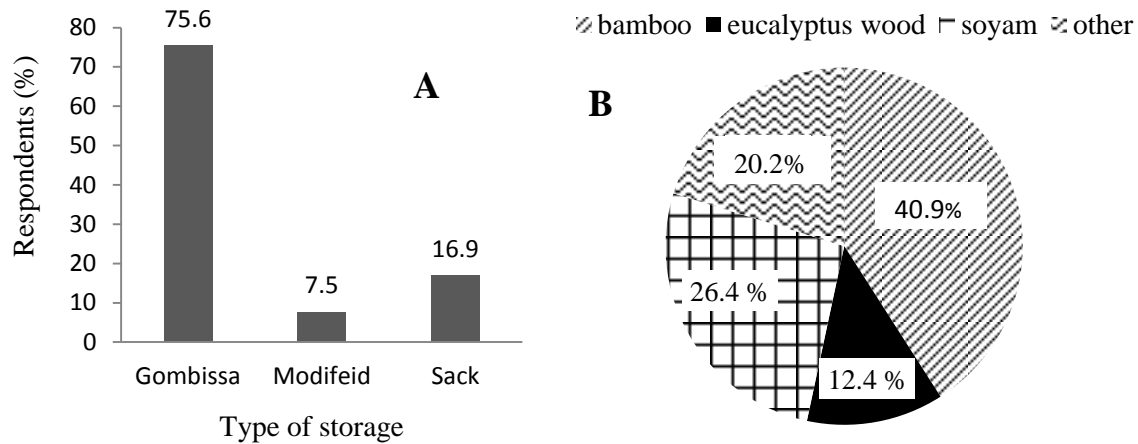 75.6
80
70
60
50
40
30
20
10
0
Respondents (%)
A
7.5
16.9
Gombissa
Modifeid
Sack
Type of storage
bamboo eucalyptus wood soyam other
B
20.2%
40.9%
26.4 %
12.4 %